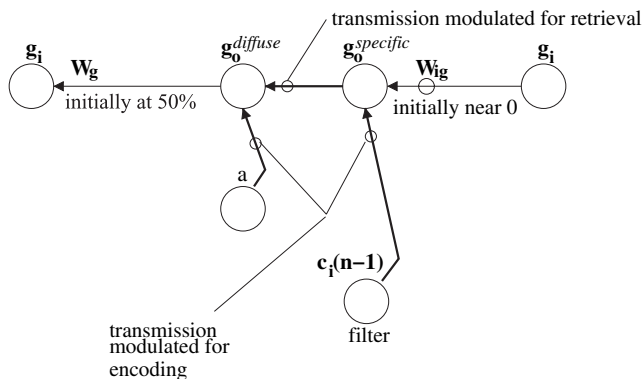 transmission modulated for retrieval
g_i W_g g_o^diffuse g_o^specific W_ig g_i
initially at 50% initially near 0
a
c_i(n−1)
filter
transmission
modulated for
encoding